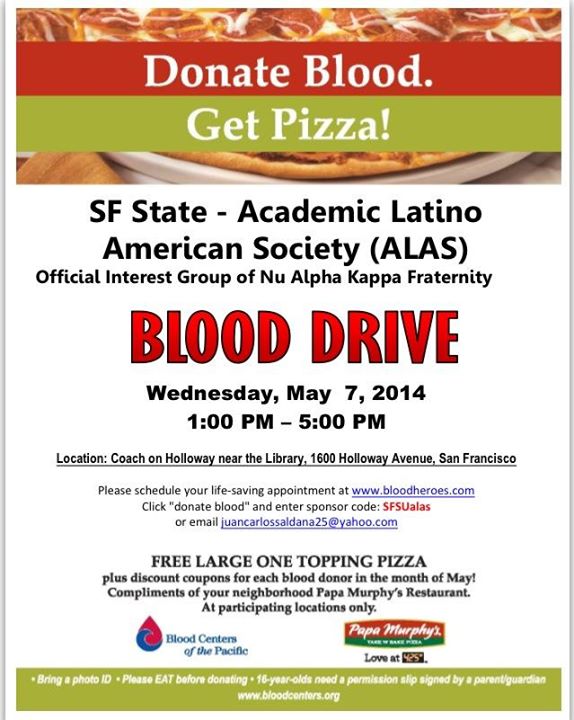 Donate Blood.
Get Pizza!
SF State - Academic Latino
American Society (ALAS)
Official Interest Group of Nu Alpha Kappa Fraternity
BLOOD DRIVE
Wednesday, May 7, 2014
1:00 PM – 5:00 PM
Location: Coach on Holloway near the Library, 1600 Holloway Avenue, San Francisco
Please schedule your life-saving appointment at www.bloodheroes.com
Click "donate blood" and enter sponsor code: SFSUalas
or email juancarlossaldana25@yahoo.com
FREE LARGE ONE TOPPING PIZZA
plus discount coupons for each blood donor in the month of May!
Compliments of your neighborhood Papa Murphy's Restaurant.
At participating locations only.
Blood Centers
of the Pacific
Papa Murphy's
TAKE 'N' BAKE PIZZA
Love at 425°
• Bring a photo ID • Please EAT before donating • 16-year-olds need a permission slip signed by a parent/guardian
www.bloodcenters.org